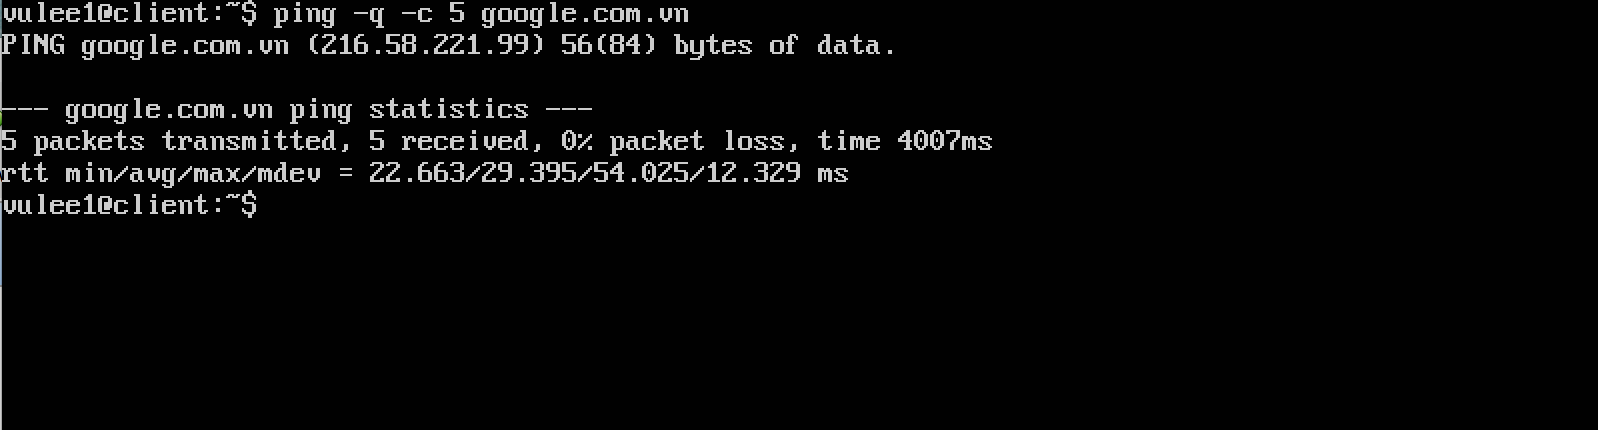 vulee1@client:~$ ping -q -c 5 google.com.vn
PING google.com.vn (216.58.221.99) 56(84) bytes of data.
--- google.com.vn ping statistics ---
5 packets transmitted, 5 received, 0% packet loss, time 4007ms
rtt min/avg/max/mdev = 22.663/29.395/54.025/12.329 ms
vulee1@client:~$